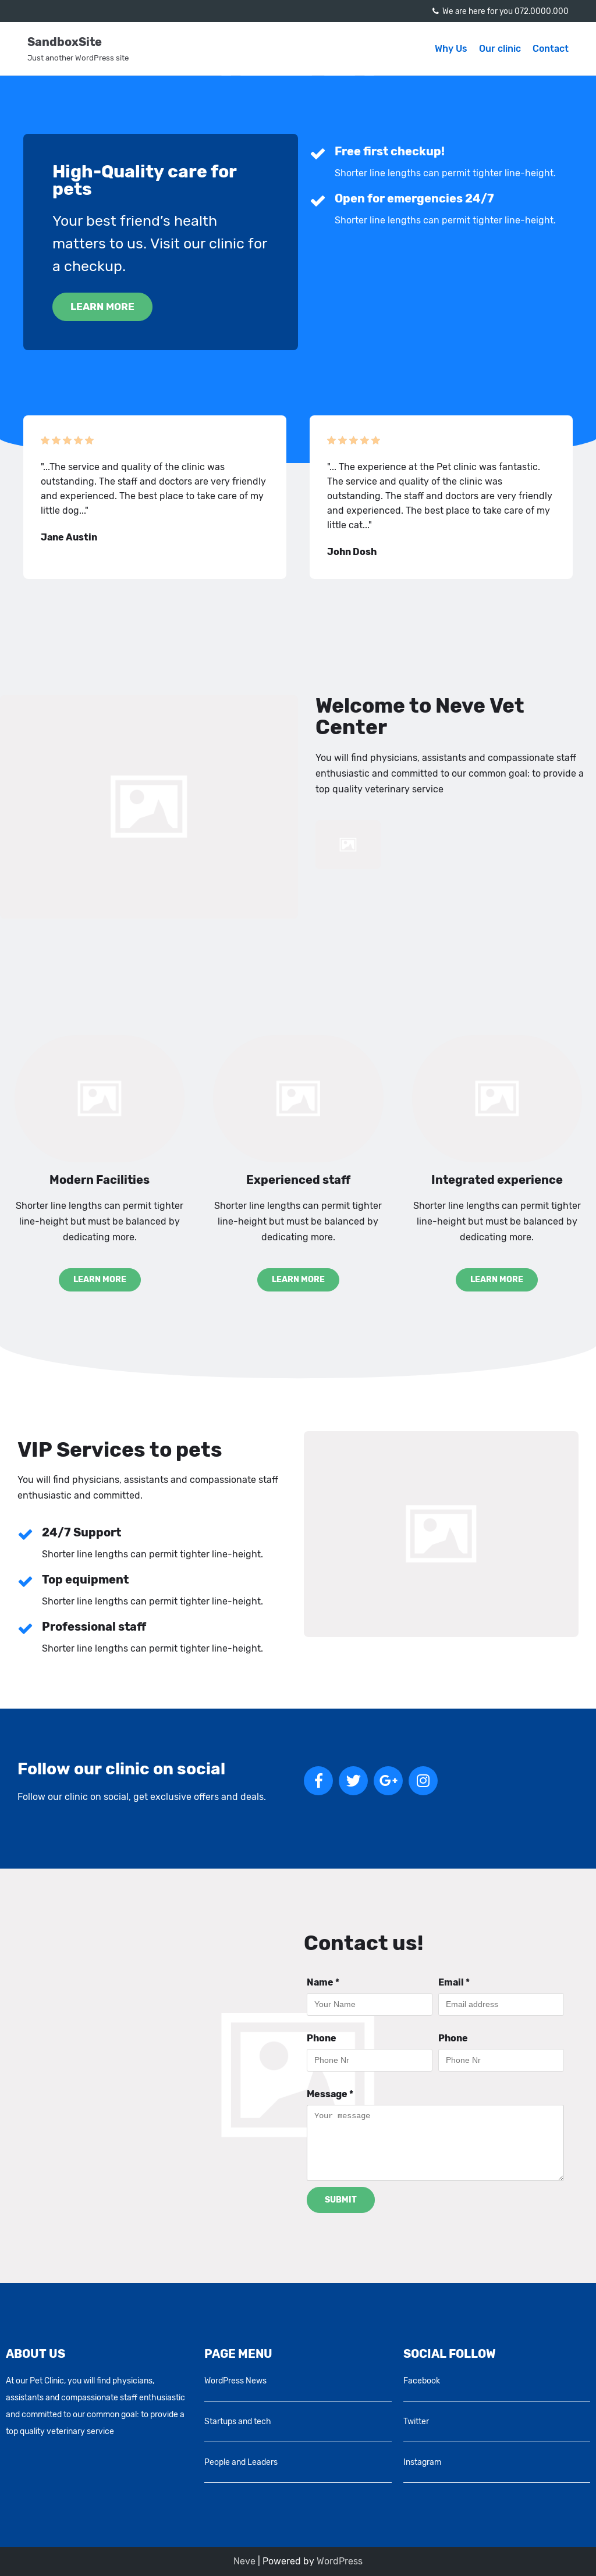 We are here for you 072.0000.000
SandboxSite
Just another WordPress site
Why Us Our clinic Contact
High-Quality care for
pets
Your best friend's health
matters to us. Visit our clinic for
a checkup.
LEARN MORE
Free first checkup!
Shorter line lengths can permit tighter line-height.
Open for emergencies 24/7
Shorter line lengths can permit tighter line-height.
"...The service and quality of the clinic was
outstanding. The staff and doctors are very friendly
and experienced. The best place to take care of my
little dog..."
Jane Austin
"... The experience at the Pet clinic was fantastic.
The service and quality of the clinic was
outstanding. The staff and doctors are very friendly
and experienced. The best place to take care of my
little cat..."
John Dosh
Welcome to Neve Vet
Center
You will find physicians, assistants and compassionate staff
enthusiastic and committed to our common goal: to provide a
top quality veterinary service
Modern Facilities
Shorter line lengths can permit tighter
line-height but must be balanced by
dedicating more.
LEARN MORE
Experienced staff
Shorter line lengths can permit tighter
line-height but must be balanced by
dedicating more.
LEARN MORE
Integrated experience
Shorter line lengths can permit tighter
line-height but must be balanced by
dedicating more.
LEARN MORE
VIP Services to pets
You will find physicians, assistants and compassionate staff
enthusiastic and committed.
24/7 Support
Shorter line lengths can permit tighter line-height.
Top equipment
Shorter line lengths can permit tighter line-height.
Professional staff
Shorter line lengths can permit tighter line-height.
Follow our clinic on social
Follow our clinic on social, get exclusive offers and deals.
Contact us!
Name * Email *
Your Name Email address
Phone Phone
Phone Nr Phone Nr
Message *
Your message
SUBMIT
ABOUT US
At our Pet Clinic, you will find physicians,
assistants and compassionate staff enthusiastic
and committed to our common goal: to provide a
top quality veterinary service
PAGE MENU
WordPress News
Startups and tech
People and Leaders
SOCIAL FOLLOW
Facebook
Twitter
Instagram
Neve | Powered by WordPress